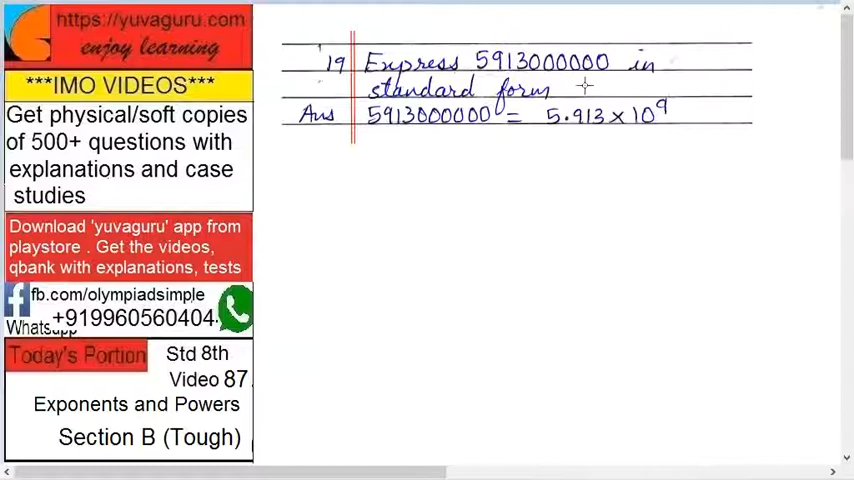 https://yuvaguru.com
enjoy learning
***IMO VIDEOS***
Get physical/soft copies
of 500+ questions with
explanations and case
studies
Download 'yuvaguru' app from
playstore . Get the videos,
qbank with explanations, tests
fb.com/olympiadsimple
Whatsapp +919960560404
Today's Portion Std 8th
Video 87
Exponents and Powers
Section B (Tough)
19 Express 5913000000 in
standard form
Ans 5913000000 = 5.913 × 10⁹